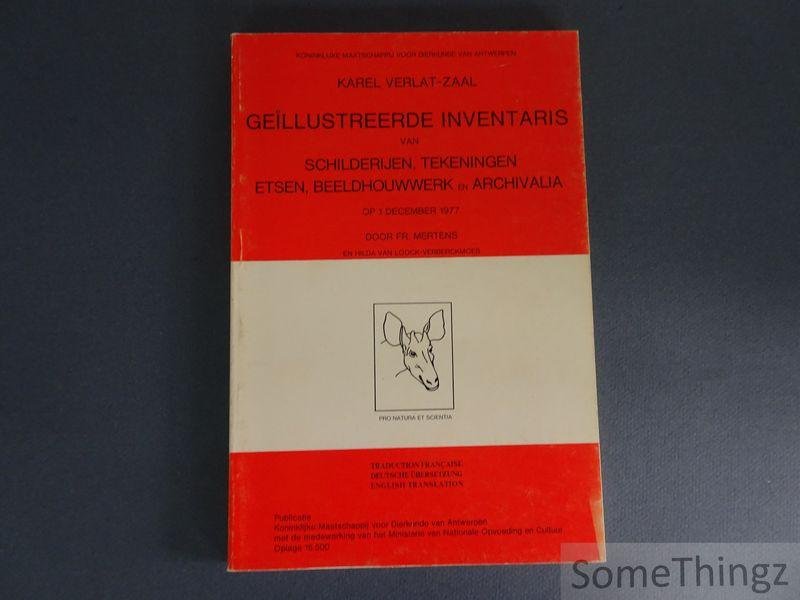 KONINKLIJKE MAATSCHAPPIJ VOOR DIERKUNDE VAN ANTWERPEN
KAREL VERLAT-ZAAL
GEÏLLUSTREERDE INVENTARIS
VAN
SCHILDERIJEN, TEKENINGEN
ETSEN, BEELDHOUWWERK EN ARCHIVALIA
OP 1 DECEMBER 1977
DOOR FR. MERTENS
EN HILDA VAN LOOCK-VERBERCKMOES
PRO NATURA ET SCIENTIA
TRADUCTION FRANÇAISE
DEUTSCHE ÜBERSETZUNG
ENGLISH TRANSLATION
Publicatie
Koninklijke Maatschappij voor Dierkunde van Antwerpen
met de medewerking van het Ministerie van Nationale Opvoeding en Cultuur
Oplage 15.500
SomeThingz